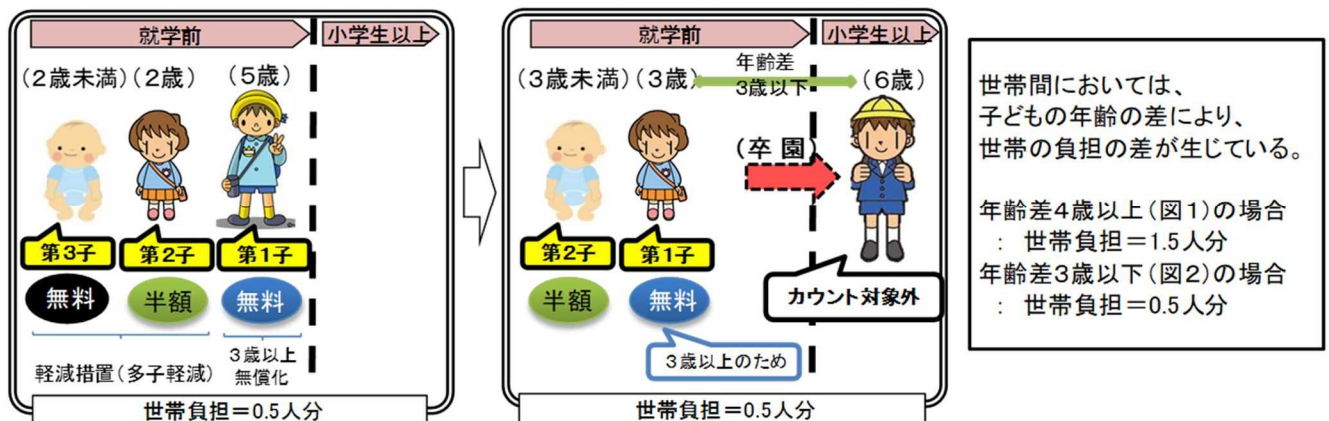 就学前
小学生以上
(2歳未満)(2歳)
(5歳)
第3子
第2子
第1子
無料
半額
無料
軽減措置(多子軽減)
3歳以上
無償化
世帯負担=0.5人分
就学前
小学生以上
(3歳未満)(3歳)
年齢差
3歳以下
(6歳)
(卒園)
第2子
第1子
カウント対象外
半額
無料
3歳以上のため
世帯負担=0.5人分
世帯間においては、
子どもの年齢の差により、
世帯の負担の差が生じている。
年齢差4歳以上(図1)の場合
: 世帯負担=1.5人分
年齢差3歳以下(図2)の場合
: 世帯負担=0.5人分